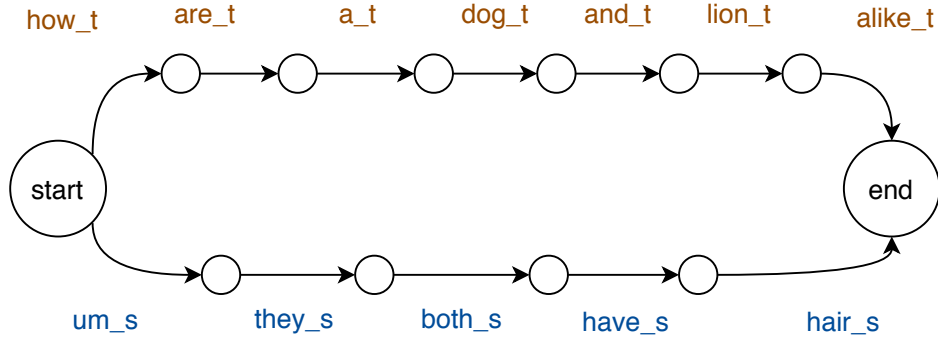 how_t are_t a_t dog_t and_t lion_t alike_t
start end
um_s they_s both_s have_s hair_s